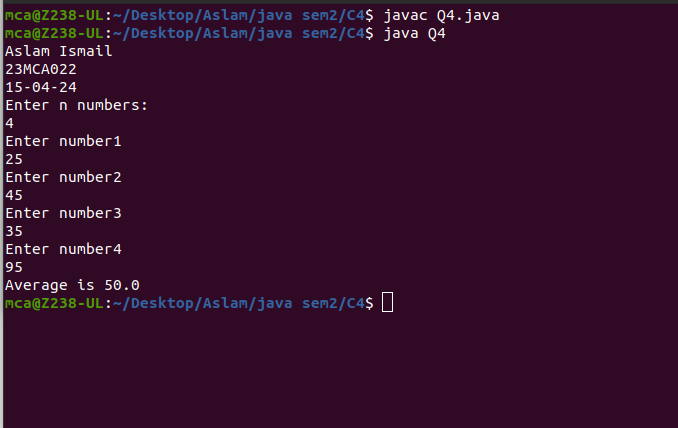 mca@Z238-UL:~/Desktop/Aslam/java sem2/C4$ javac Q4.java
mca@Z238-UL:~/Desktop/Aslam/java sem2/C4$ java Q4
Aslam Ismail
23MCA022
15-04-24
Enter n numbers:
4
Enter number1
25
Enter number2
45
Enter number3
35
Enter number4
95
Average is 50.0
mca@Z238-UL:~/Desktop/Aslam/java sem2/C4$